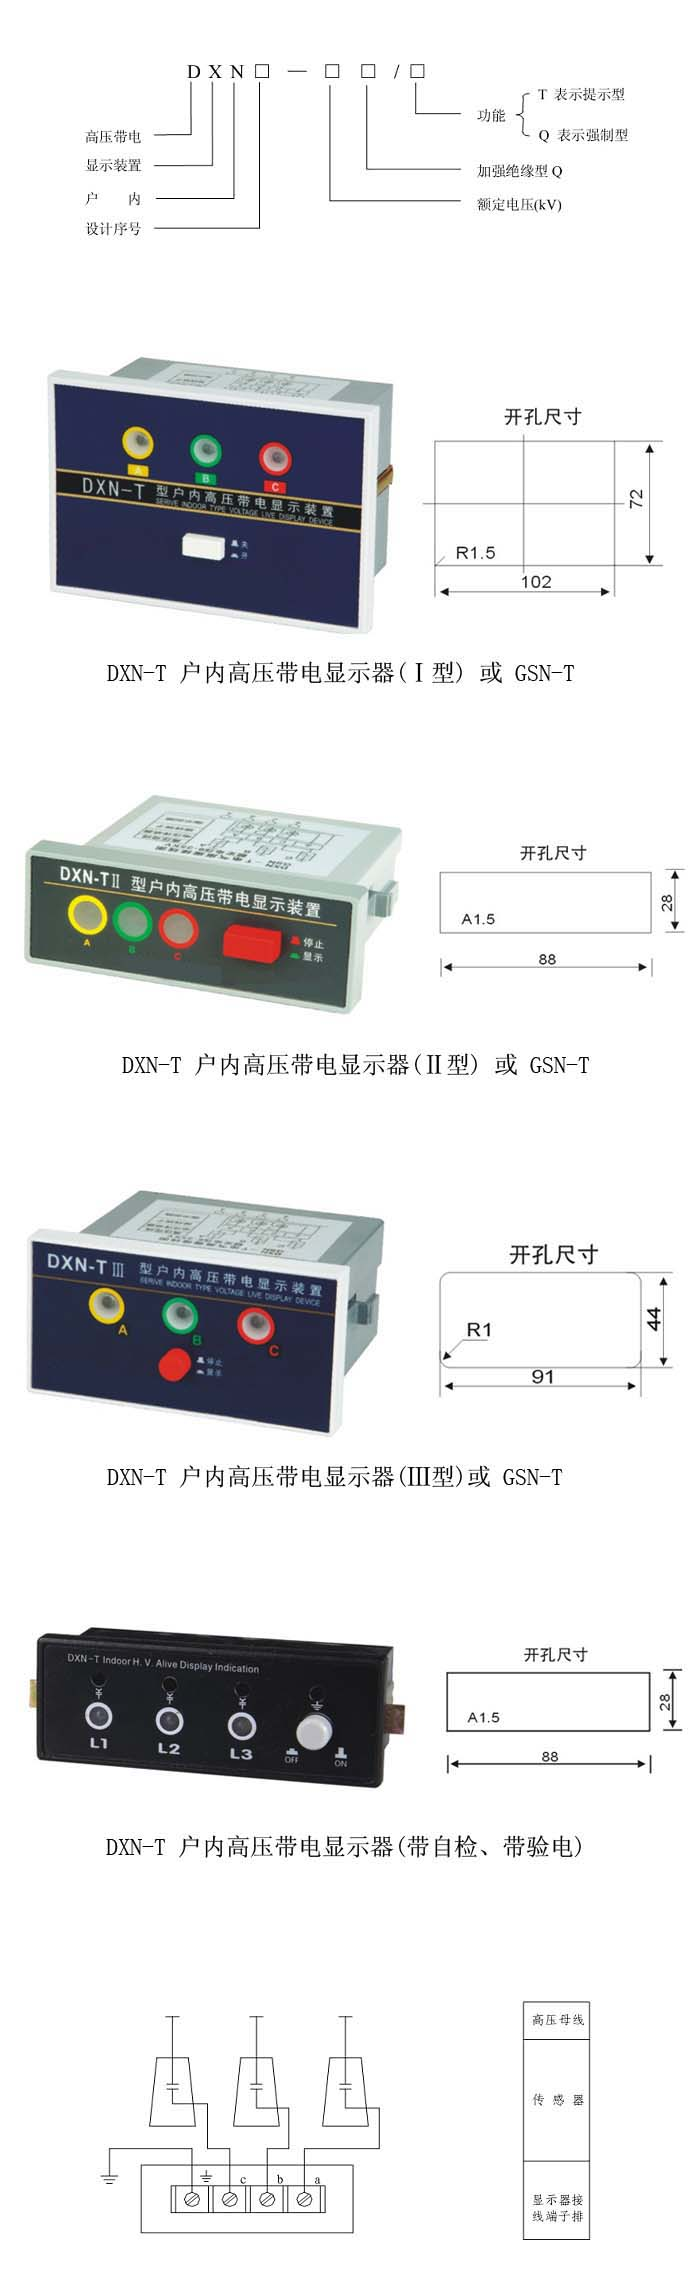 D X N □ — □ □ / □
高压带电
显示装置
户 内
设计序号
功能
T 表示提示型
Q 表示强制型
加强绝缘型 Q
额定电压(kV)
A
B
C
DXN-T 型户内高压带电显示装置
SERIVE INDOOR TYPE VOLTAGE LIVE DISPLAY DEVICE
关
开
开孔尺寸
72
R1.5
102
DXN-T 户内高压带电显示器(Ⅰ型) 或 GSN-T
DXN-TⅡ 型户内高压带电显示装置
A
B
C
停止
显示
开孔尺寸
A1.5
28
88
DXN-T 户内高压带电显示器(Ⅱ型) 或 GSN-T
DXN-TⅢ 型户内高压带电显示装置
SERIVE INDOOR TYPE VOLTAGE LIVE DISPLAY DEVICE
A
B
C
停止
显示
开孔尺寸
R1
44
91
DXN-T 户内高压带电显示器(Ⅲ型)或 GSN-T
DXN-T Indoor H. V. Alive Display Indication
L1
L2
L3
OFF
ON
开孔尺寸
A1.5
28
88
DXN-T 户内高压带电显示器(带自检、带验电)
c
b
a
高压母线
传 感 器
显示器接
线端子排